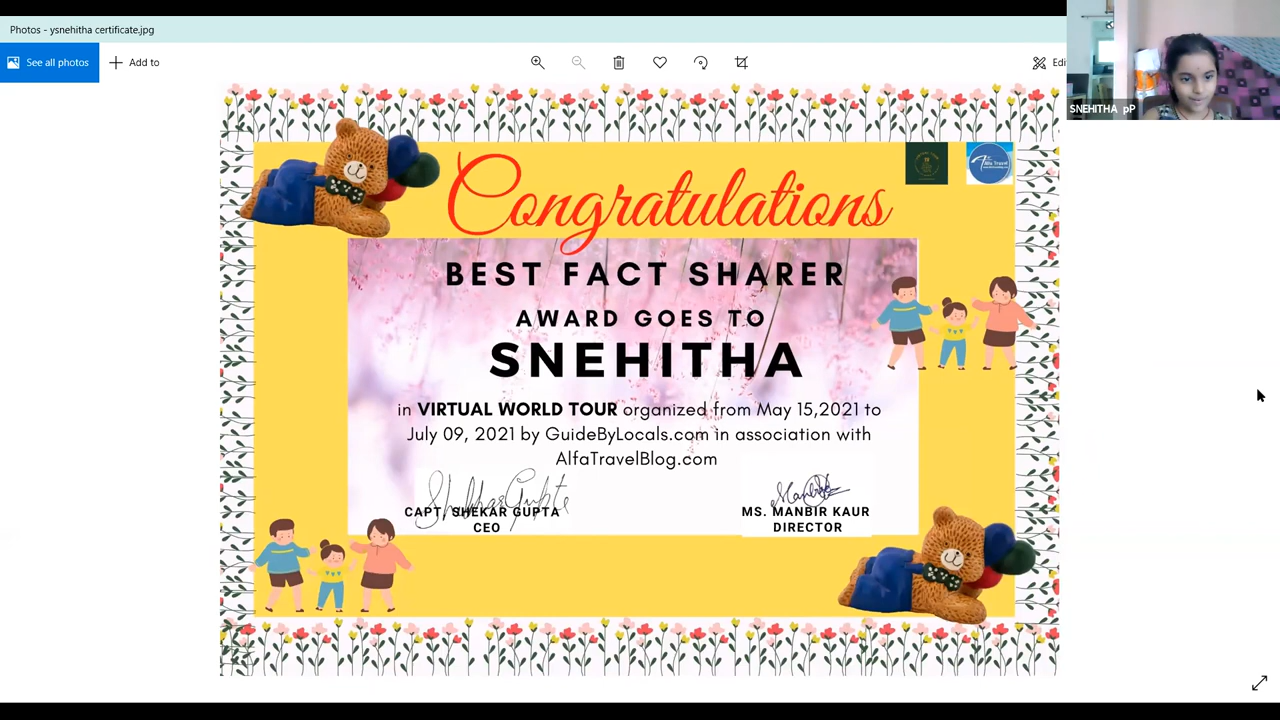 Photos - ysnehitha certificate.jpg
See all photos
Add to
SNEHITHA pP
Congratulations
BEST FACT SHARER
AWARD GOES TO
SNEHITHA
in VIRTUAL WORLD TOUR organized from May 15,2021 to
July 09, 2021 by GuideByLocals.com in association with
AlfaTravelBlog.com
CAPT. SHEKAR GUPTA
CEO
MS. MANBIR KAUR
DIRECTOR